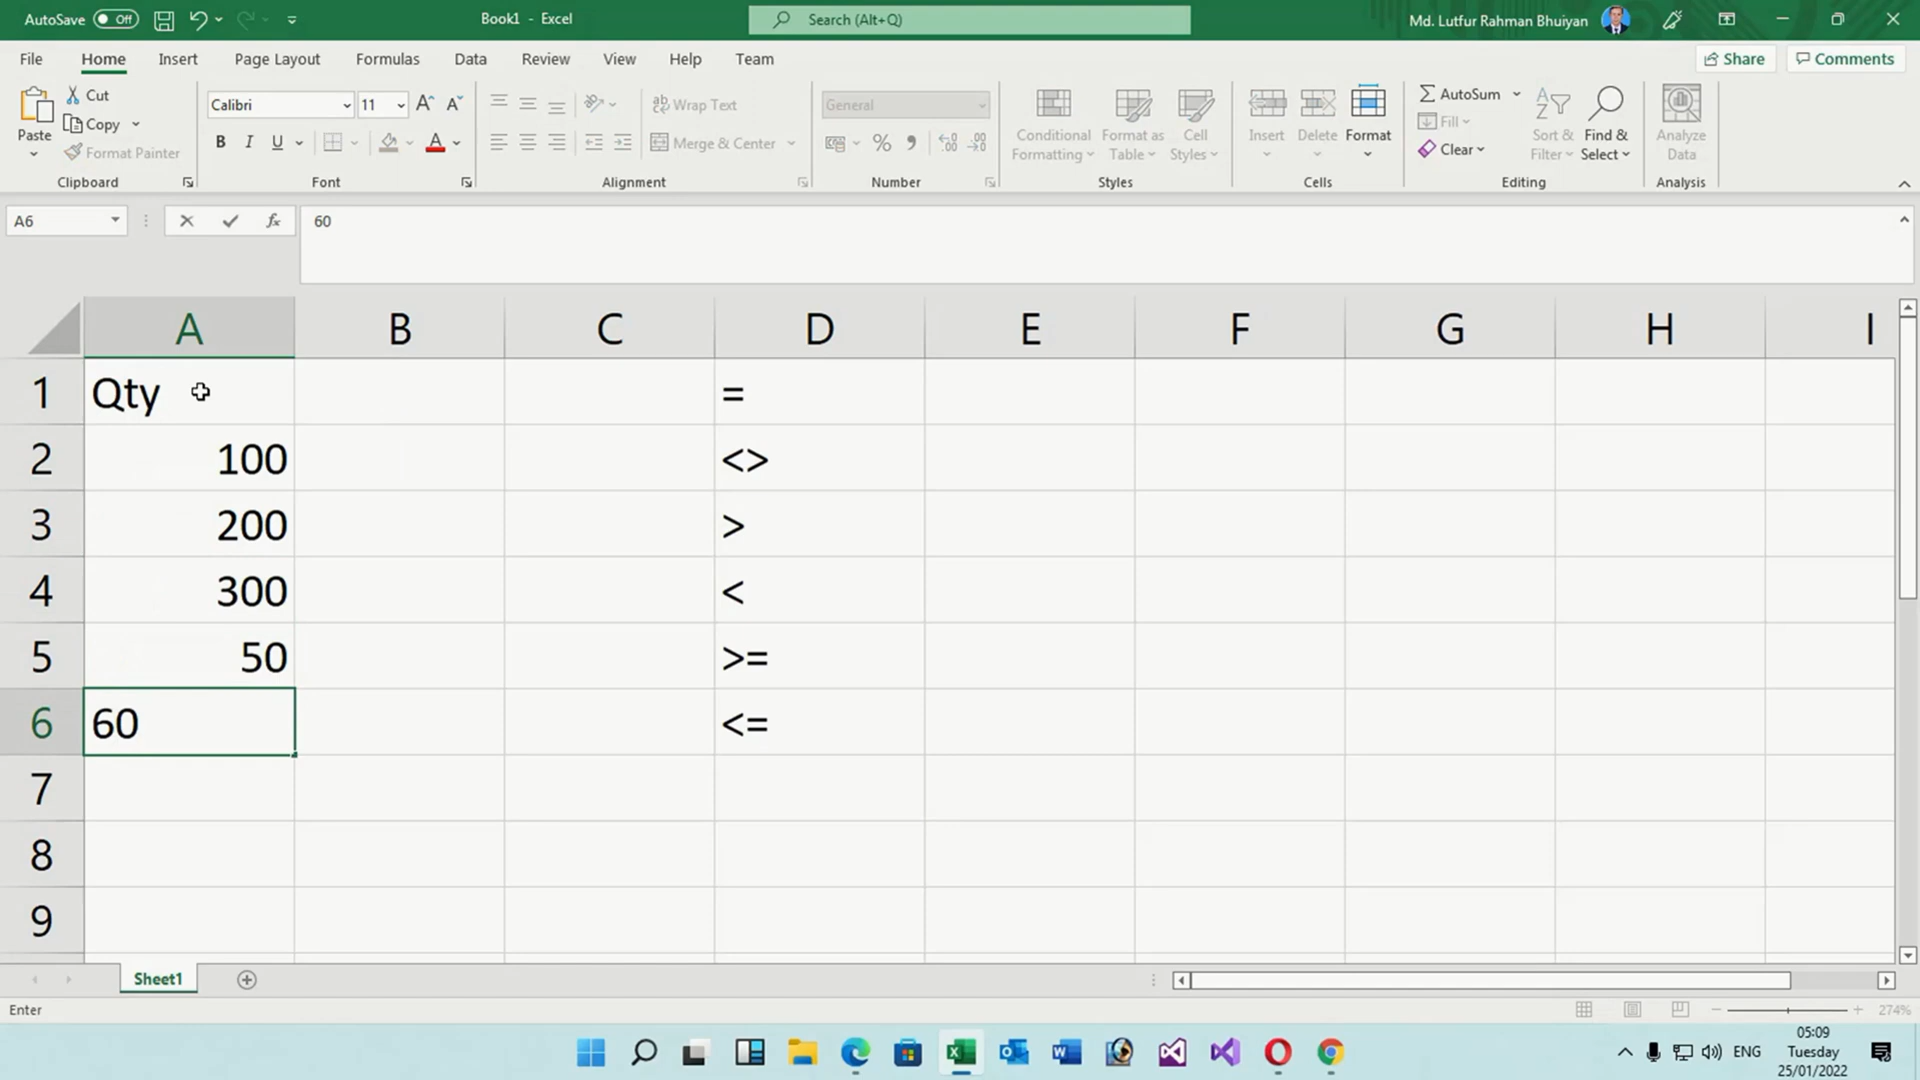 AutoSave Off Book1 - Excel Search (Alt+Q) Md. Lutfur Rahman Bhuiyan
File Home Insert Page Layout Formulas Data Review View Help Team Share Comments
Paste
Cut
Copy
Format Painter
Clipboard
Calibri 11 A A
B I U A
Font
Wrap Text
Merge & Center
Alignment
General
% ,
Number
Conditional Formatting
Format as Table
Cell Styles
Styles
Insert Delete Format
Cells
AutoSum
Fill
Clear
Sort & Filter
Find & Select
Editing
Analyze Data
Analysis
A6 fx 60
A B C D E F G H I
1 Qty =
2 100 <>
3 200 >
4 300 <
5 50 >=
6 60 <=
7
8
9
Sheet1
Enter 274%
ENG 05:09
Tuesday
25/01/2022